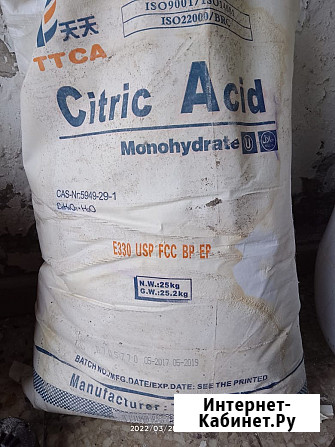 ISO9001/ISO14001
ISO22000/BRC
天天
TTCA
Citric Acid
Monohydrate U
CAS-Nr:5949-29-1
C₆H₈O₇·H₂O
E330 USP FCC BP EP
N.W.:25kg
G.W.:25.2kg
05-2017 05-2019
BATCH NO./MFG.DATE/EXP.DATE: SEE THE PRINTED
Manufacturer:
2022/03/2
Интернет-
Кабинет.Ру